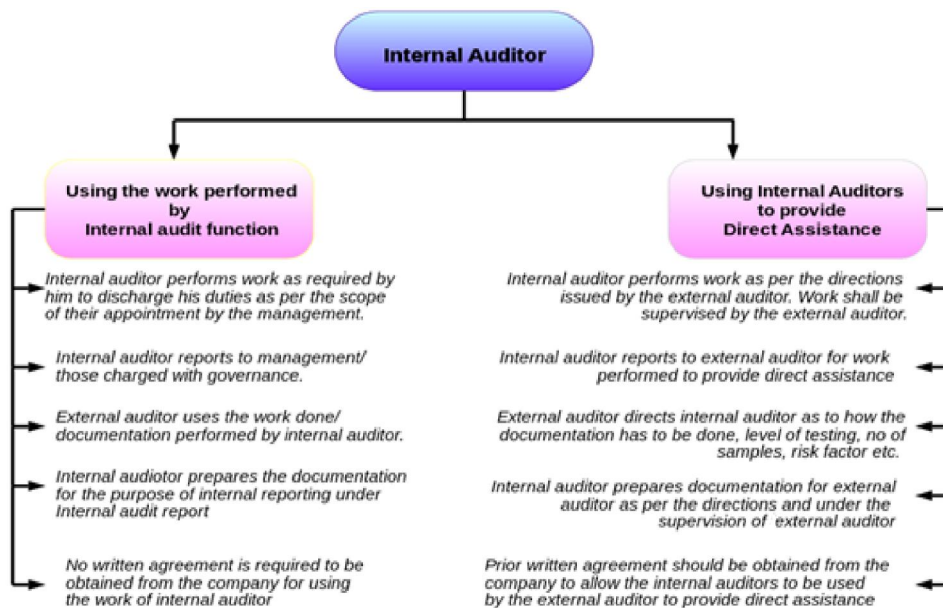 Internal Auditor
Using the work performed
by
Internal audit function
Internal auditor performs work as required by
him to discharge his duties as per the scope
of their appointment by the management.
Internal auditor reports to management/
those charged with governance.
External auditor uses the work done/
documentation performed by internal auditor.
Internal audiotor prepares the documentation
for the purpose of internal reporting under
Internal audit report
No written agreement is required to be
obtained from the company for using
the work of internal auditor
Using Internal Auditors
to provide
Direct Assistance
Internal auditor performs work as per the directions
issued by the external auditor. Work shall be
supervised by the external auditor.
Internal auditor reports to external auditor for work
performed to provide direct assistance
External auditor directs internal auditor as to how the
documentation has to be done, level of testing, no of
samples, risk factor etc.
Internal auditor prepares documentation for external
auditor as per the directions and under the
supervision of external auditor
Prior written agreement should be obtained from the
company to allow the internal auditors to be used
by the external auditor to provide direct assistance